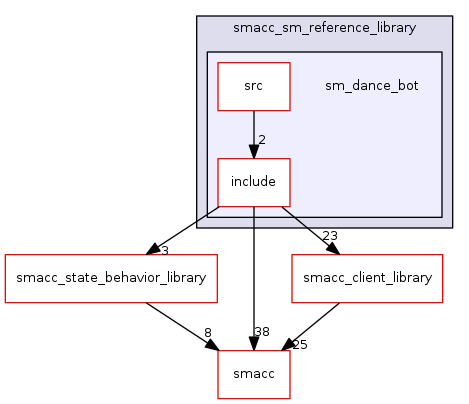 smacc_sm_reference_library
src
sm_dance_bot
2
include
3
23
smacc_state_behavior_library
smacc_client_library
8
38
25
smacc